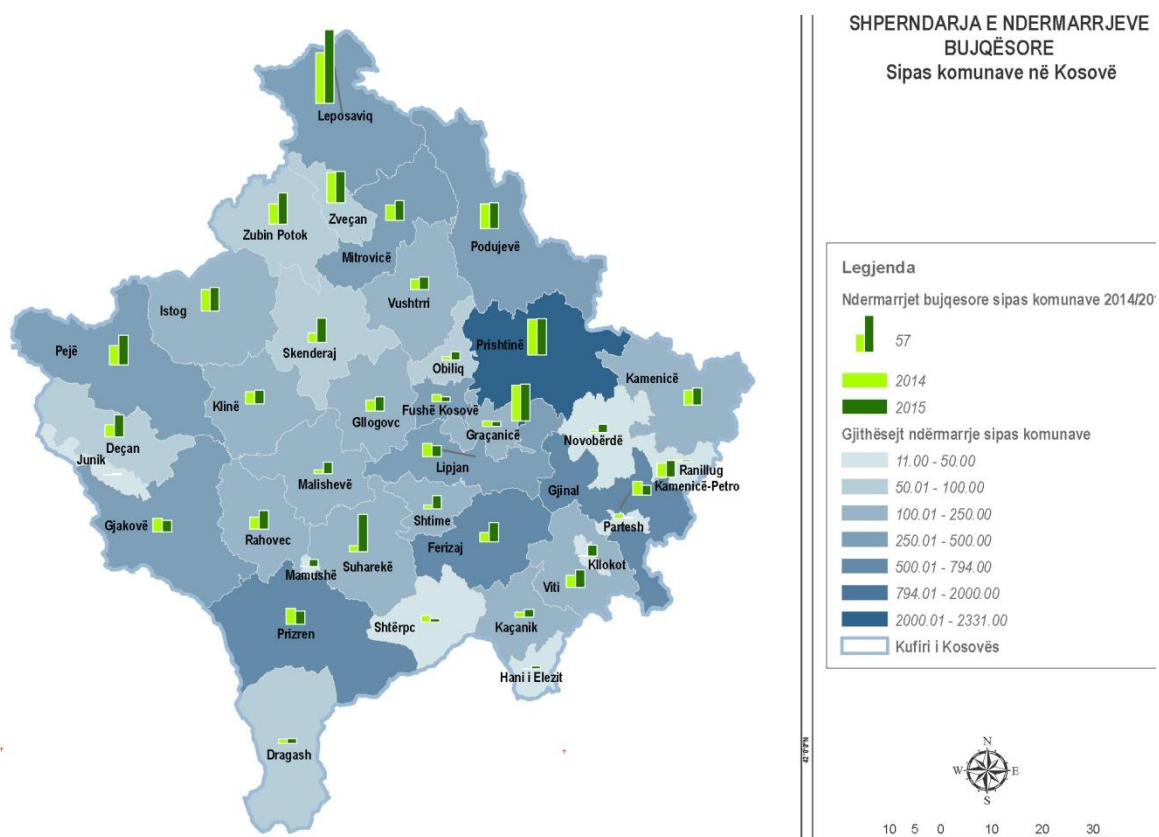 SHPERNDARJA E NDERMARRJEVE
BUJQËSORE
Sipas komunave në Kosovë
Leposaviq
Zveçan
Zubin Potok
Mitrovicë
Podujevë
Vushtrri
Istog
Skenderaj
Prishtinë
Pejë
Obiliq
Kamenicë
Klinë
Gllogovc
Fushë Kosovë
Graçanicë
Novobërdë
Deçan
Junik
Lipjan
Ranillug
Malishevë
Gjinal
Kamenicë-Petro
Gjakovë
Rahovec
Shtime
Partesh
Ferizaj
Suharekë
Mamushë
Kllokot
Viti
Prizren
Shtërpc
Kaçanik
Hani i Elezit
Dragash
Legjenda
Ndermarrjet bujqesore sipas komunave 2014/201
57
2014
2015
Gjithësejt ndërmarrje sipas komunave
11.00 - 50.00
50.01 - 100.00
100.01 - 250.00
250.01 - 500.00
500.01 - 794.00
794.01 - 2000.00
2000.01 - 2331.00
Kufiri i Kosovës
42°0'0"N
N
W E
S
10 5 0 10 20 30